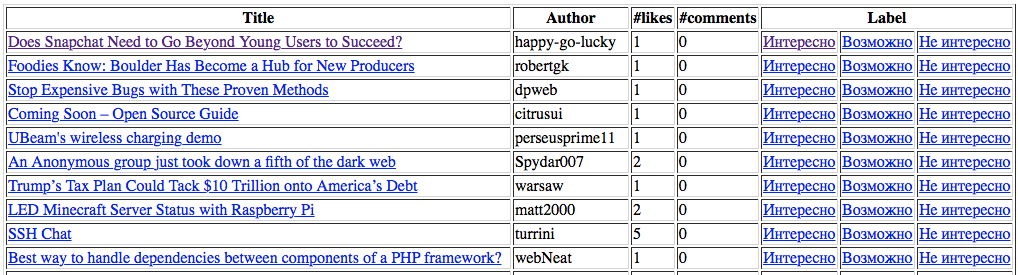 Title Author #likes #comments Label
Does Snapchat Need to Go Beyond Young Users to Succeed? happy-go-lucky 1 0 Интересно Возможно Не интересно
Foodies Know: Boulder Has Become a Hub for New Producers robertgk 1 0 Интересно Возможно Не интересно
Stop Expensive Bugs with These Proven Methods dpweb 1 0 Интересно Возможно Не интересно
Coming Soon – Open Source Guide citrusui 1 0 Интересно Возможно Не интересно
UBeam's wireless charging demo perseusprime11 1 0 Интересно Возможно Не интересно
An Anonymous group just took down a fifth of the dark web Spydar007 2 0 Интересно Возможно Не интересно
Trump’s Tax Plan Could Tack $10 Trillion onto America’s Debt warsaw 1 0 Интересно Возможно Не интересно
LED Minecraft Server Status with Raspberry Pi matt2000 2 0 Интересно Возможно Не интересно
SSH Chat turrini 5 0 Интересно Возможно Не интересно
Best way to handle dependencies between components of a PHP framework? webNeat 1 0 Интересно Возможно Не интересно